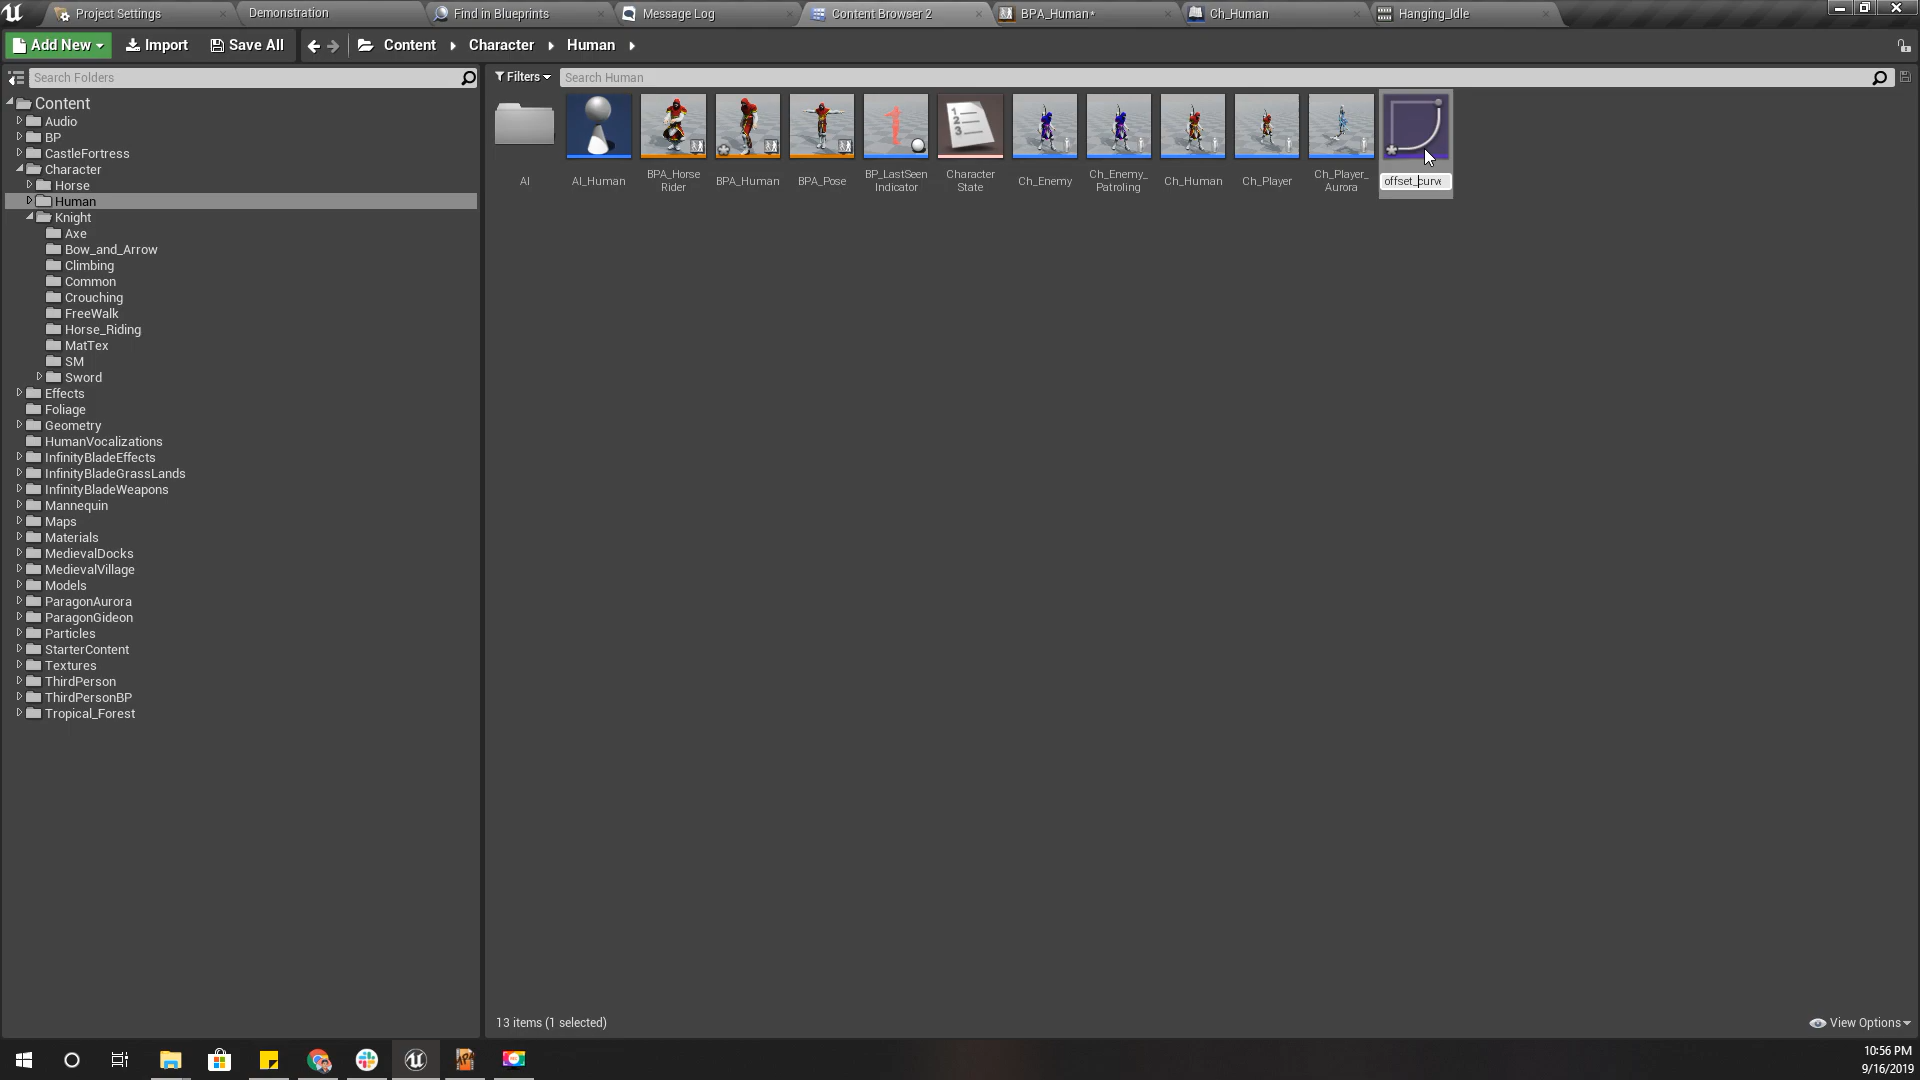 Project Settings
Demonstration
Find in Blueprints
Message Log
Content Browser 2
BPA_Human*
Ch_Human
Hanging_Idle
Add New
Import
Save All
Content
Character
Human
Search Folders
Filters
Search Human
Content
Audio
BP
CastleFortress
Character
Horse
Human
Knight
Axe
Bow_and_Arrow
Climbing
Common
Crouching
FreeWalk
Horse_Riding
MatTex
SM
Sword
Effects
Foliage
Geometry
HumanVocalizations
InfinityBladeEffects
InfinityBladeGrassLands
InfinityBladeWeapons
Mannequin
Maps
Materials
MedievalDocks
MedievalVillage
Models
ParagonAurora
ParagonGideon
Particles
StarterContent
Textures
ThirdPerson
ThirdPersonBP
Tropical_Forest
1
2
3
AI
AI_Human
BPA_Horse
Rider
BPA_Human
BPA_Pose
BP_LastSeen
Indicator
Character
State
Ch_Enemy
Ch_Enemy_
Patroling
Ch_Human
Ch_Player
Ch_Player_
Aurora
offset_curve
13 items (1 selected)
View Options
10:56 PM
9/16/2019